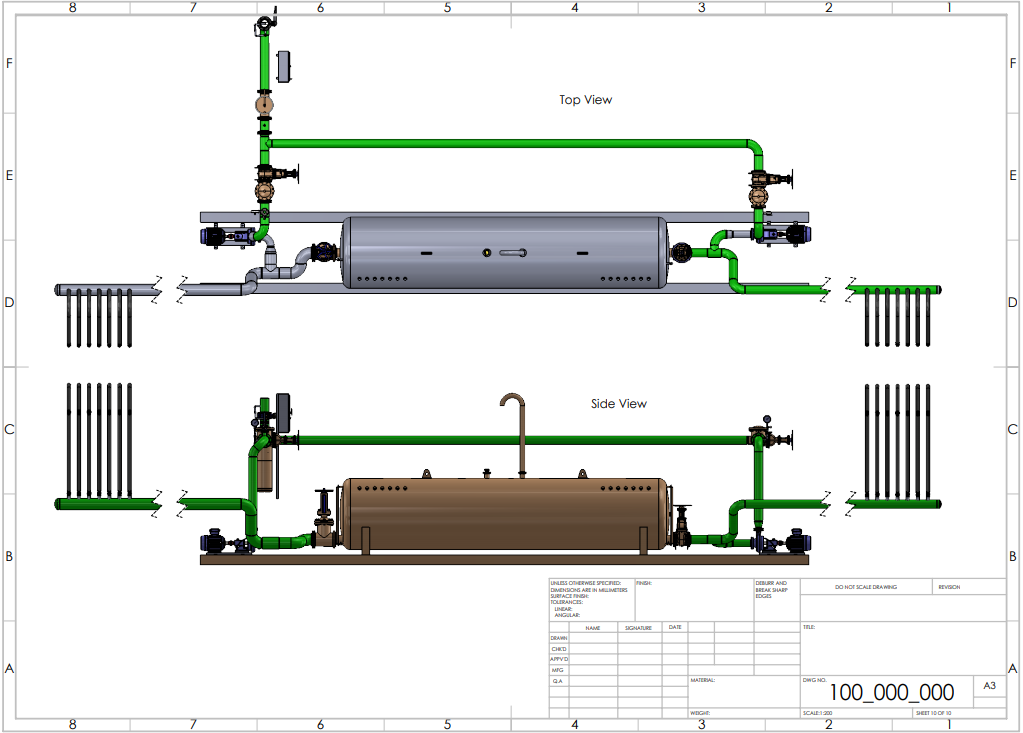 8 7 6 5 4 3 2 1
F F
Top View
E E
D D
Side View
C C
B B
UNLESS OTHERWISE SPECIFIED:
DIMENSIONS ARE IN MILLIMETERS
SURFACE FINISH:
TOLERANCES:
LINEAR:
ANGULAR:
FINISH:
DEBURR AND
BREAK SHARP
EDGES
DO NOT SCALE DRAWING
REVISION
NAME SIGNATURE DATE
TITLE:
DRAWN
CHK'D
APPV'D
MFG
Q.A
A A
MATERIAL:
DWG NO.
100_000_000
A3
WEIGHT:
SCALE:1:200
SHEET 10 OF 10
8 7 6 5 4 3 2 1